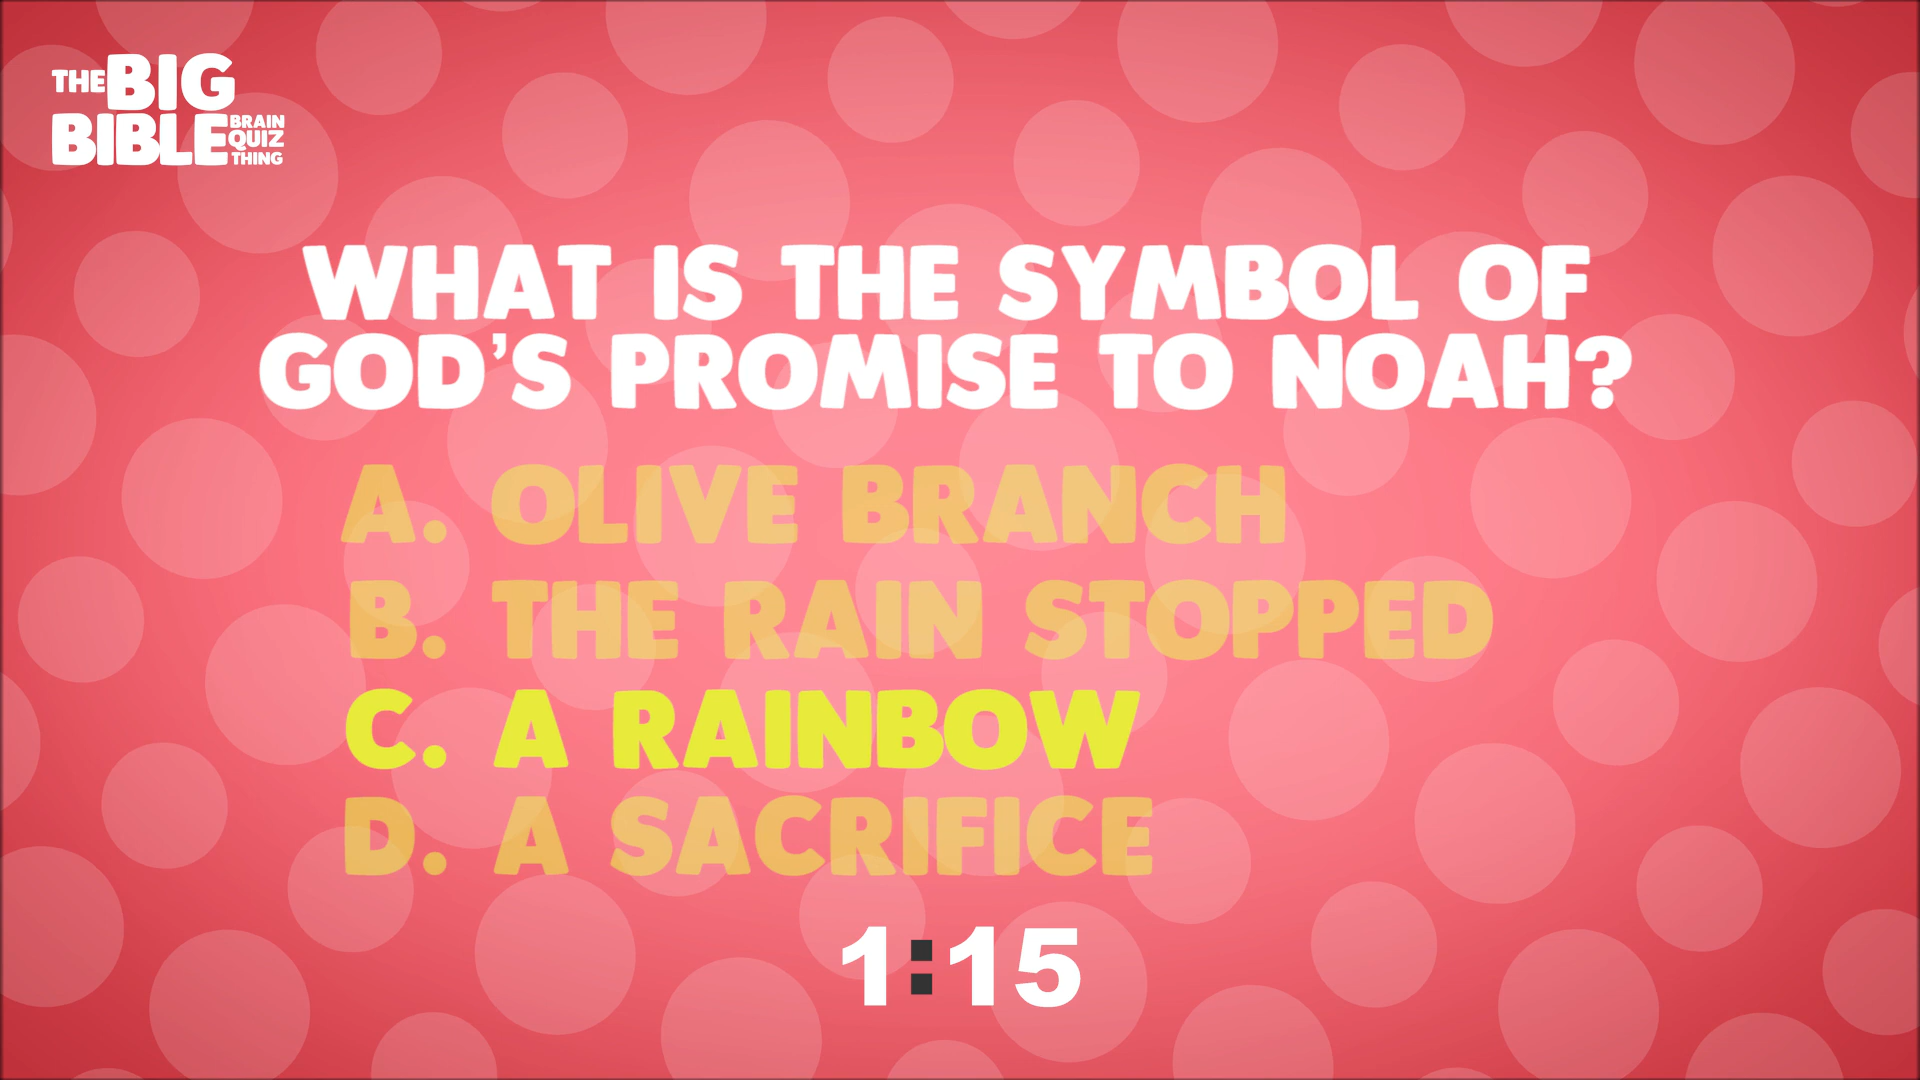 THE BIG
BIBLE BRAIN QUIZ THING
WHAT IS THE SYMBOL OF
GOD'S PROMISE TO NOAH?
A. OLIVE BRANCH
B. THE RAIN STOPPED
C. A RAINBOW
D. A SACRIFICE
1:15